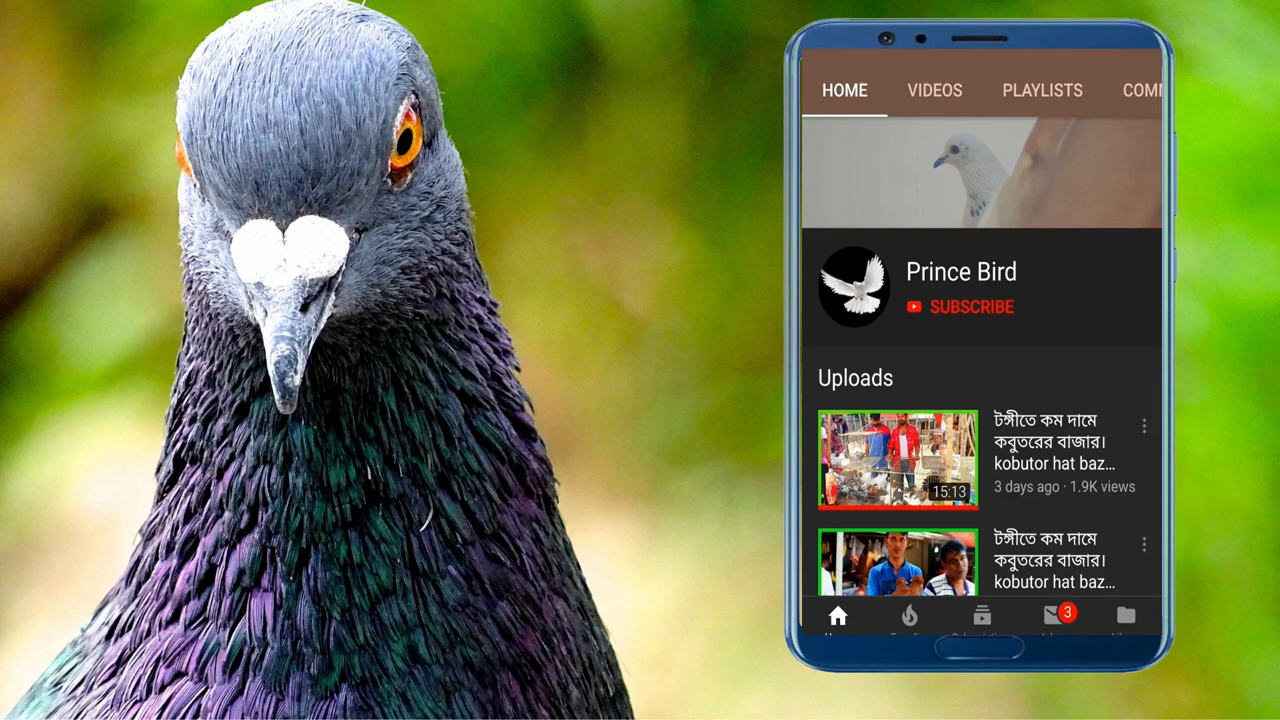 HOME VIDEOS PLAYLISTS COMM
Prince Bird
SUBSCRIBE
Uploads
টঙ্গীতে কম দামে
কবুতরের বাজার।
kobutor hat baz...
3 days ago · 1.9K views
15:13
টঙ্গীতে কম দামে
কবুতরের বাজার।
kobutor hat baz...
3